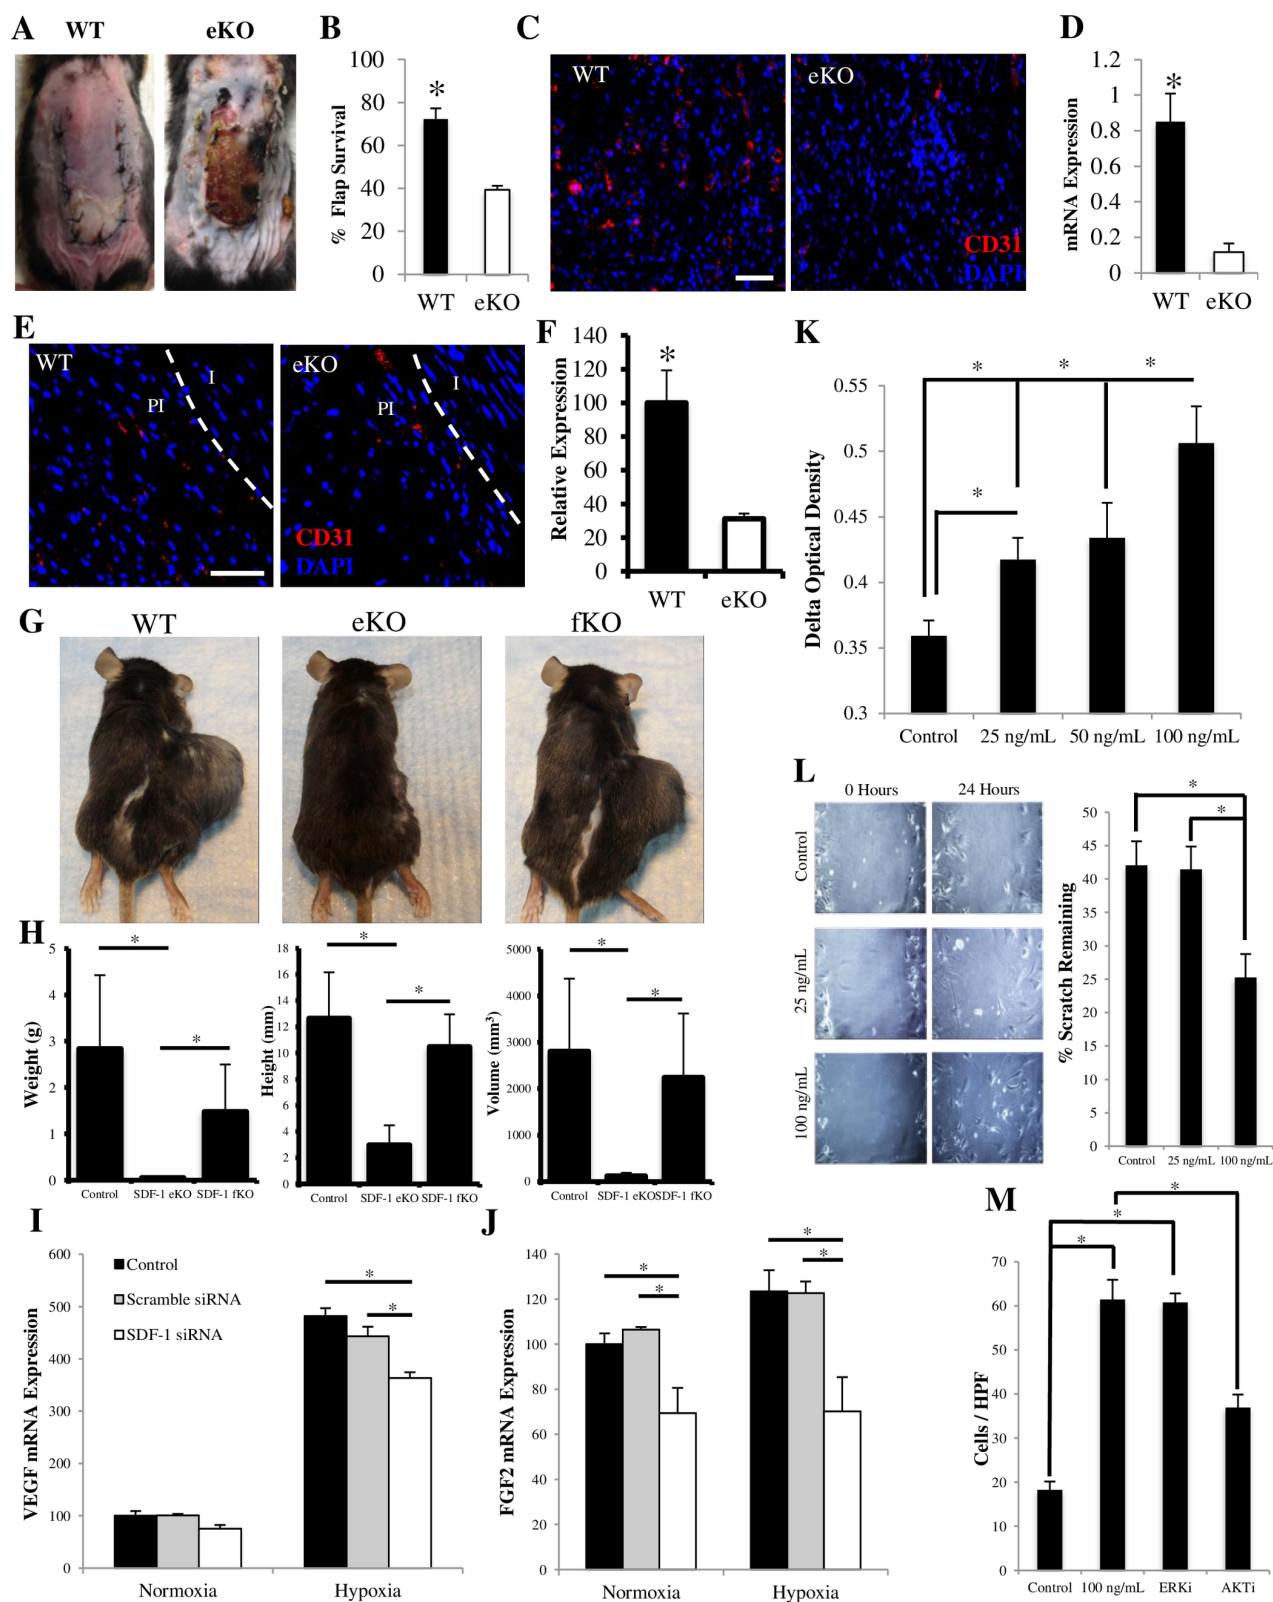 A
WT
eKO
B
% Flap Survival
100
80
60
40
20
0
*
WT
eKO
C
WT
eKO
CD31
DAPI
D
mRNA Expression
1.2
1
0.8
0.6
0.4
0.2
0
*
WT
eKO
E
WT
PI
I
eKO
PI
I
CD31
DAPI
F
Relative Expression
140
120
100
80
60
40
20
0
*
WT
eKO
K
Delta Optical Density
0.55
0.5
0.45
0.4
0.35
0.3
*
*
*
*
Control
25 ng/mL
50 ng/mL
100 ng/mL
G
WT
eKO
fKO
L
0 Hours
24 Hours
Control
25 ng/mL
100 ng/mL
% Scratch Remaining
50
45
40
35
30
25
20
15
10
5
0
*
*
Control
25 ng/mL
100 ng/mL
H
Weight (g)
5
4
3
2
1
0
*
*
Control
SDF-1 eKO
SDF-1 fKO
Height (mm)
18
16
14
12
10
8
6
4
2
0
*
*
Control
SDF-1 eKO
SDF-1 fKO
Volume (mm³)
5000
4000
3000
2000
1000
0
*
*
Control
SDF-1 eKO
SDF-1 fKO
I
VEGF mRNA Expression
600
500
400
300
200
100
0
Control
Scramble siRNA
SDF-1 siRNA
*
*
Normoxia
Hypoxia
J
FGF2 mRNA Expression
140
120
100
80
60
40
20
0
*
*
*
*
Normoxia
Hypoxia
M
Cells / HPF
70
60
50
40
30
20
10
0
*
*
*
Control
100 ng/mL
ERKi
AKTi